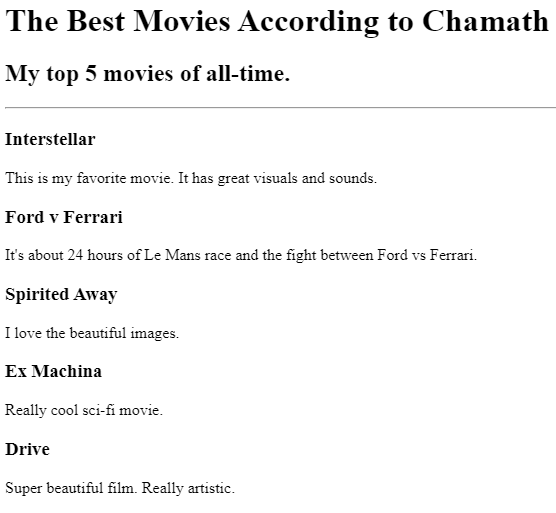 The Best Movies According to Chamath
My top 5 movies of all-time.
Interstellar
This is my favorite movie. It has great visuals and sounds.
Ford v Ferrari
It's about 24 hours of Le Mans race and the fight between Ford vs Ferrari.
Spirited Away
I love the beautiful images.
Ex Machina
Really cool sci-fi movie.
Drive
Super beautiful film. Really artistic.